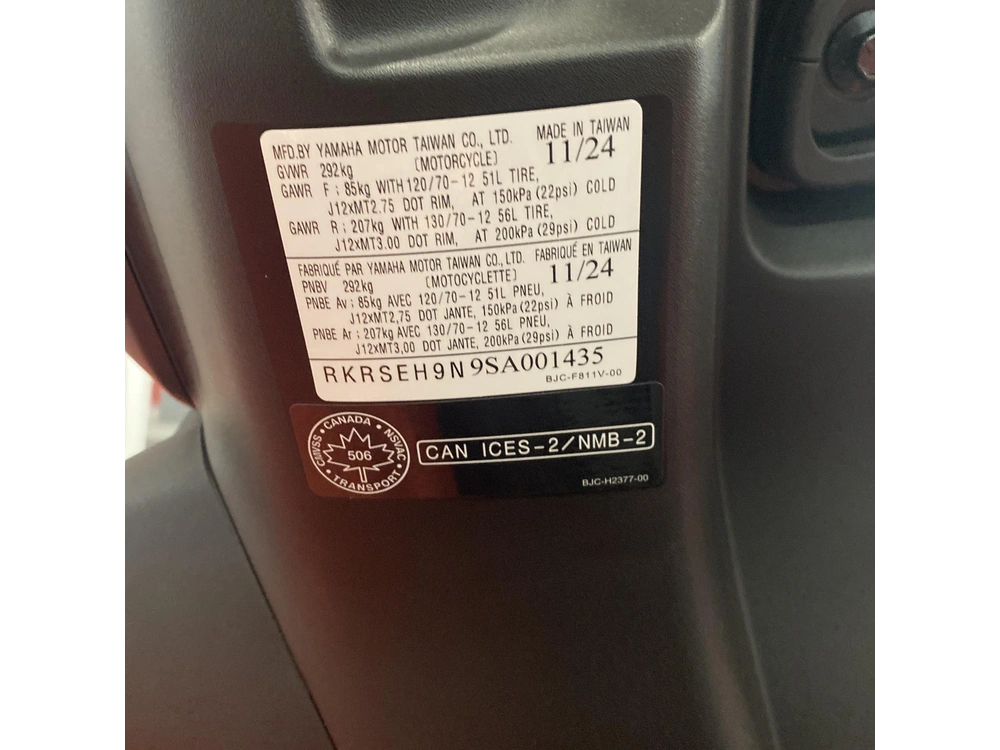 MFD.BY YAMAHA MOTOR TAIWAN CO., LTD. MADE IN TAIWAN
GVWR 292kg (MOTORCYCLE) 11/24
GAWR F : 85kg WITH 120/70-12 51L TIRE,
J12xMT2.75 DOT RIM, AT 150kPa (22psi) COLD
GAWR R : 207kg WITH 130/70-12 56L TIRE,
J12xMT3.00 DOT RIM, AT 200kPa (29psi) COLD
FABRIQUÉ PAR YAMAHA MOTOR TAIWAN CO., LTD. FABRIQUÉ EN TAIWAN
PNBV 292kg (MOTOCYCLETTE) 11/24
PNBE Av : 85kg AVEC 120/70-12 51L PNEU,
J12xMT2,75 DOT JANTE, 150kPa (22psi) À FROID
PNBE Ar : 207kg AVEC 130/70-12 56L PNEU,
J12xMT3,00 DOT JANTE, 200kPa (29psi) À FROID
RKRSEH9N9SA001435
BJC-F811V-00
CANADA
CMVSS 506 NSVAC
TRANSPORT
CAN ICES-2/NMB-2
BJC-H2377-00